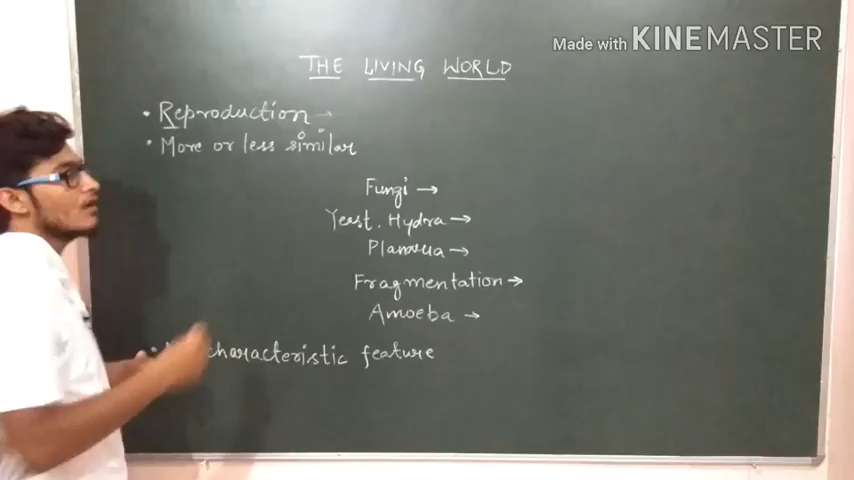 Made with KINEMASTER
THE LIVING WORLD
• Reproduction →
• More or less similar
Fungi →
Yeast. Hydra →
Planaria →
Fragmentation →
Amoeba →
• characteristic feature